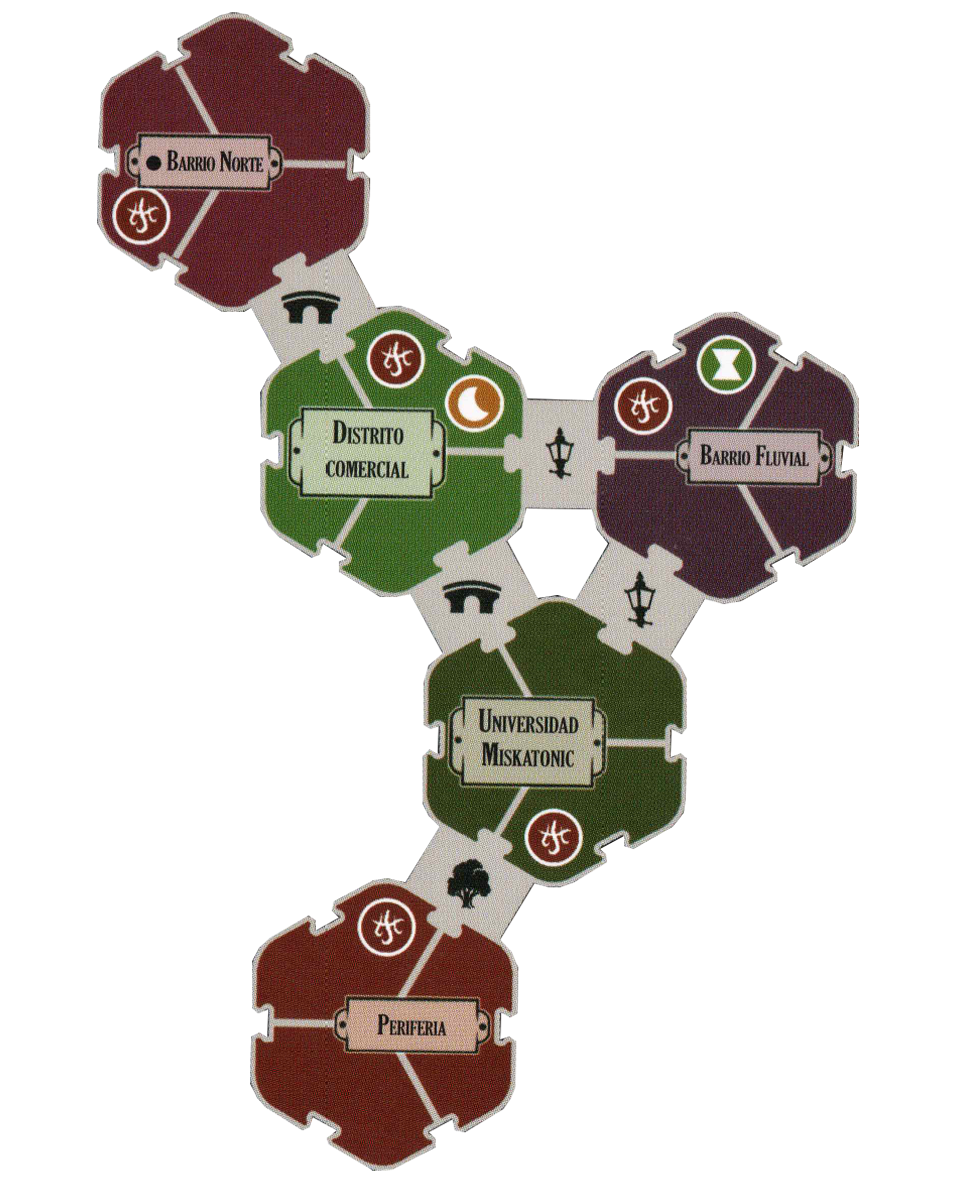 BARRIO NORTE
DISTRITO
COMERCIAL
BARRIO FLUVIAL
UNIVERSIDAD
MISKATONIC
PERIFERIA